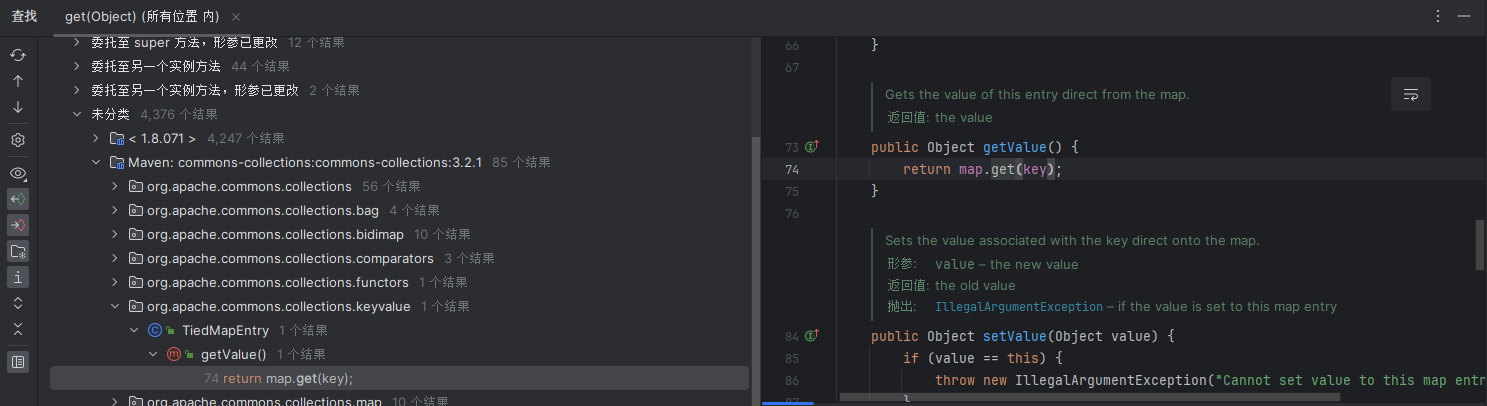 查找 get(Object) (所有位置 内) ×
委托至 super 方法，形参已更改 12 个结果
委托至另一个实例方法 44 个结果
委托至另一个实例方法，形参已更改 2 个结果
未分类 4,376 个结果
< 1.8.071 > 4,247 个结果
Maven: commons-collections:commons-collections:3.2.1 85 个结果
org.apache.commons.collections 56 个结果
org.apache.commons.collections.bag 4 个结果
org.apache.commons.collections.bidimap 10 个结果
org.apache.commons.collections.comparators 3 个结果
org.apache.commons.collections.functors 1 个结果
org.apache.commons.collections.keyvalue 1 个结果
TiedMapEntry 1 个结果
getValue() 1 个结果
74 return map.get(key);
org.apache.commons.collections.map 10 个结果
66 }
67
Gets the value of this entry direct from the map.
返回值: the value
73 public Object getValue() {
74 return map.get(key);
75 }
76
Sets the value associated with the key direct onto the map.
形参: value – the new value
返回值: the old value
抛出: IllegalArgumentException – if the value is set to this map entry
84 public Object setValue(Object value) {
85 if (value == this) {
86 throw new IllegalArgumentException("Cannot set value to this map entr
87 }